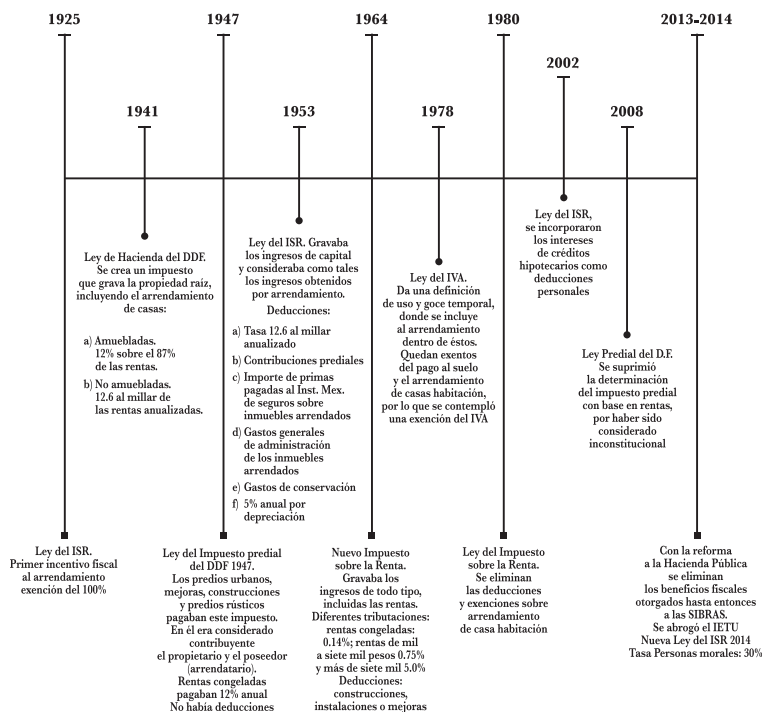 1925
1947
1964
1980
2013-2014
2002
1941
1953
1978
2008
Ley de Hacienda del DDF.
Se crea un impuesto
que grava la propiedad raíz,
incluyendo el arrendamiento
de casas:
a) Amuebladas.
12% sobre el 87%
de las rentas.
b) No amuebladas.
12.6 al millar de
las rentas anualizadas.
Ley del ISR. Gravaba
los ingresos de capital
y consideraba como tales
los ingresos obtenidos
por arrendamiento.
Deducciones:
a) Tasa 12.6 al millar
anualizado
b) Contribuciones prediales
c) Importe de primas
pagadas al Inst. Mex.
de seguros sobre
inmuebles arrendados
d) Gastos generales
de administración
de los inmuebles
arrendados
e) Gastos de conservación
f) 5% anual por
depreciación
Ley del IVA.
Da una definición
de uso y goce temporal,
donde se incluye
al arrendamiento
dentro de éstos.
Quedan exentos
del pago al suelo
y el arrendamiento
de casas habitación,
por lo que se contempló
una exención del IVA
Ley del ISR,
se incorporaron
los intereses
de créditos
hipotecarios como
deducciones
personales
Ley Predial del D.F.
Se suprimió
la determinación
del impuesto predial
con base en rentas,
por haber sido
considerado
inconstitucional
Ley del ISR.
Primer incentivo fiscal
al arrendamiento
exención del 100%
Ley del Impuesto predial
del DDF 1947.
Los predios urbanos,
mejoras, construcciones
y predios rústicos
pagaban este impuesto.
En él era considerado
contribuyente
el propietario y el poseedor
(arrendatario).
Rentas congeladas
pagaban 12% anual
No había deducciones
Nuevo Impuesto
sobre la Renta.
Gravaba los
ingresos de todo tipo,
incluidas las rentas.
Diferentes tributaciones:
rentas congeladas:
0.14%; rentas de mil
a siete mil pesos 0.75%
y más de siete mil 5.0%
Deducciones:
construcciones,
instalaciones o mejoras
Ley del Impuesto
sobre la Renta.
Se eliminan
las deducciones
y exenciones sobre
arrendamiento
de casa habitación
Con la reforma
a la Hacienda Pública
se eliminan
los beneficios fiscales
otorgados hasta entonces
a las SIBRAS.
Se abrogó el IETU
Nueva Ley del ISR 2014
Tasa Personas morales: 30%